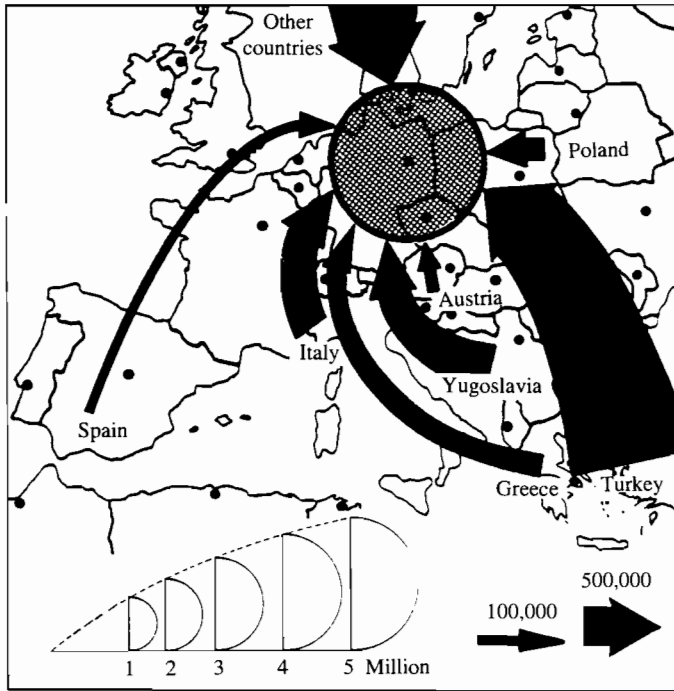 Other
countries
Poland
Austria
Italy
Yugoslavia
Spain
Greece
Turkey
500,000
100,000
1 2 3 4 5 Million